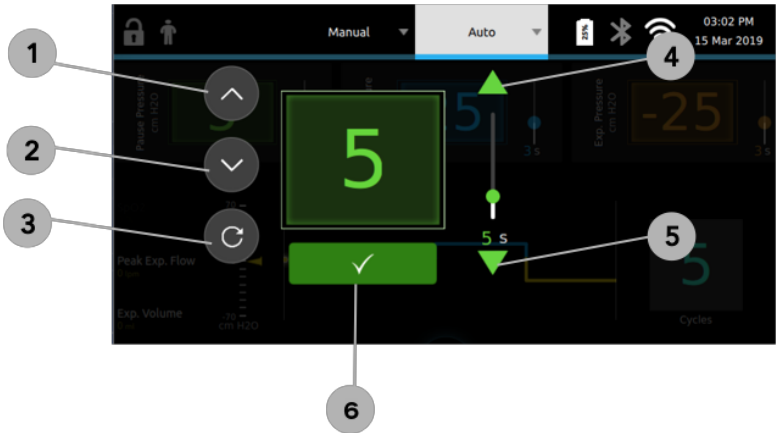 Manual
Auto
25%
03:02 PM
15 Mar 2019
1
2
3
4
5
6
Pause Pressure
cm H2O
5
5
3 s
Exp. Pressure
cm H2O
-25
3 s
5
5 s
70
Peak Exp. Flow
Exp. Volume
-70
cm H2O
5
Cycles